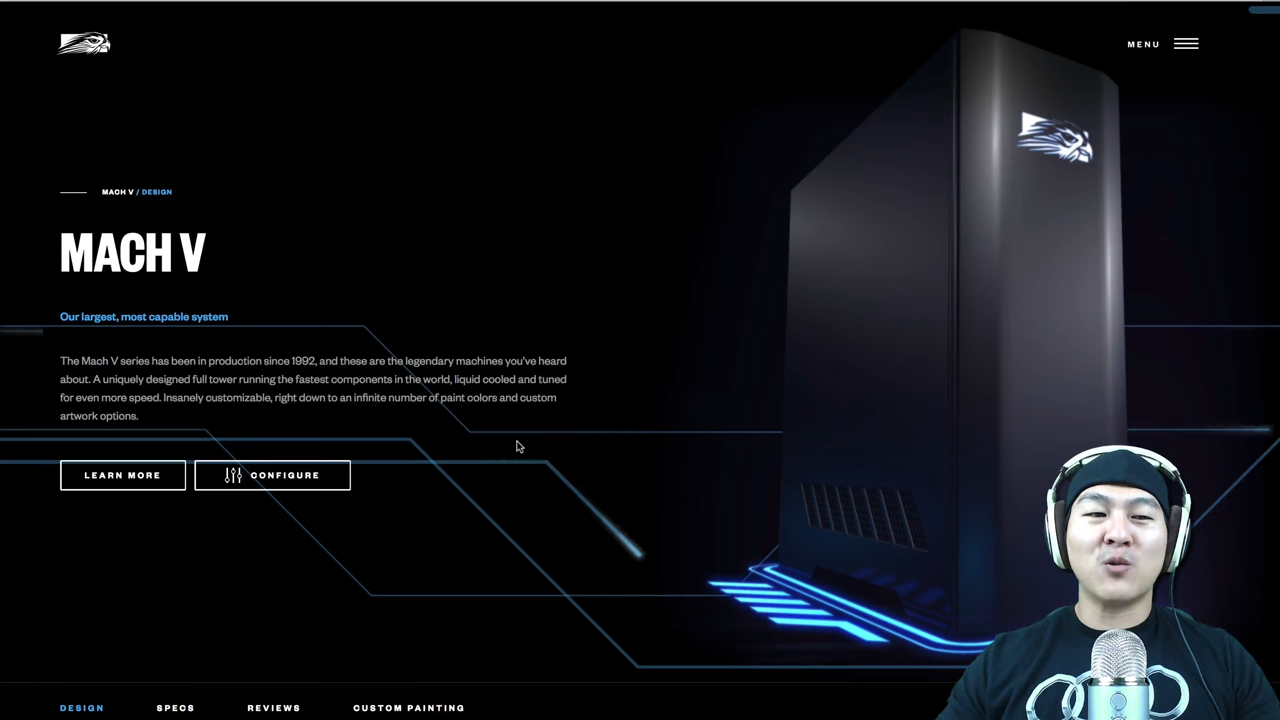 MENU
MACH V / DESIGN
MACH V
Our largest, most capable system
The Mach V series has been in production since 1992, and these are the legendary machines you've heard
about. A uniquely designed full tower running the fastest components in the world, liquid cooled and tuned
for even more speed. Insanely customizable, right down to an infinite number of paint colors and custom
artwork options.
LEARN MORE
CONFIGURE
DESIGN
SPECS
REVIEWS
CUSTOM PAINTING